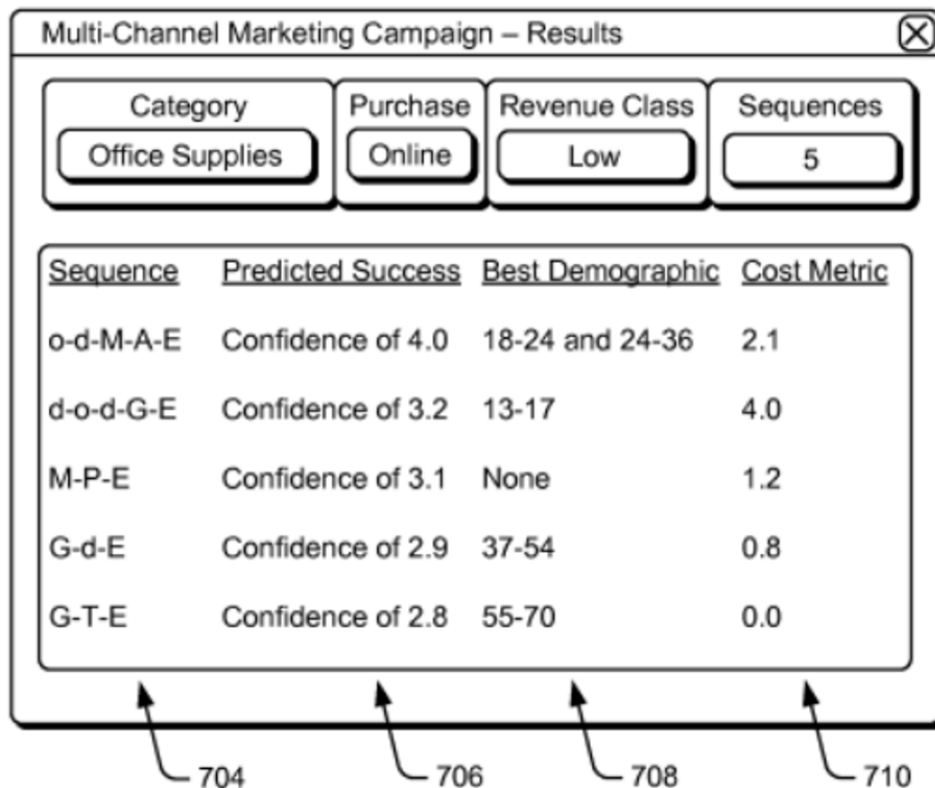 Multi-Channel Marketing Campaign – Results
Category Purchase Revenue Class Sequences
Office Supplies Online Low 5
Sequence Predicted Success Best Demographic Cost Metric
o-d-M-A-E Confidence of 4.0 18-24 and 24-36 2.1
d-o-d-G-E Confidence of 3.2 13-17 4.0
M-P-E Confidence of 3.1 None 1.2
G-d-E Confidence of 2.9 37-54 0.8
G-T-E Confidence of 2.8 55-70 0.0
704 706 708 710